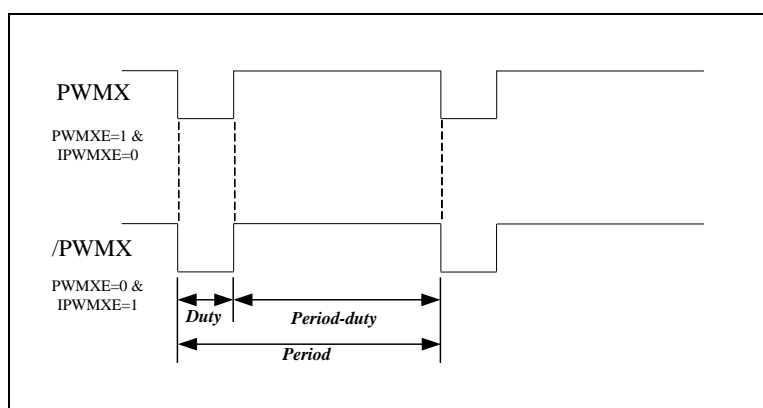 PWMX
PWMXE=1 &
IPWMXE=0
/PWMX
PWMXE=0 &
IPWMXE=1
Duty
Period-duty
Period